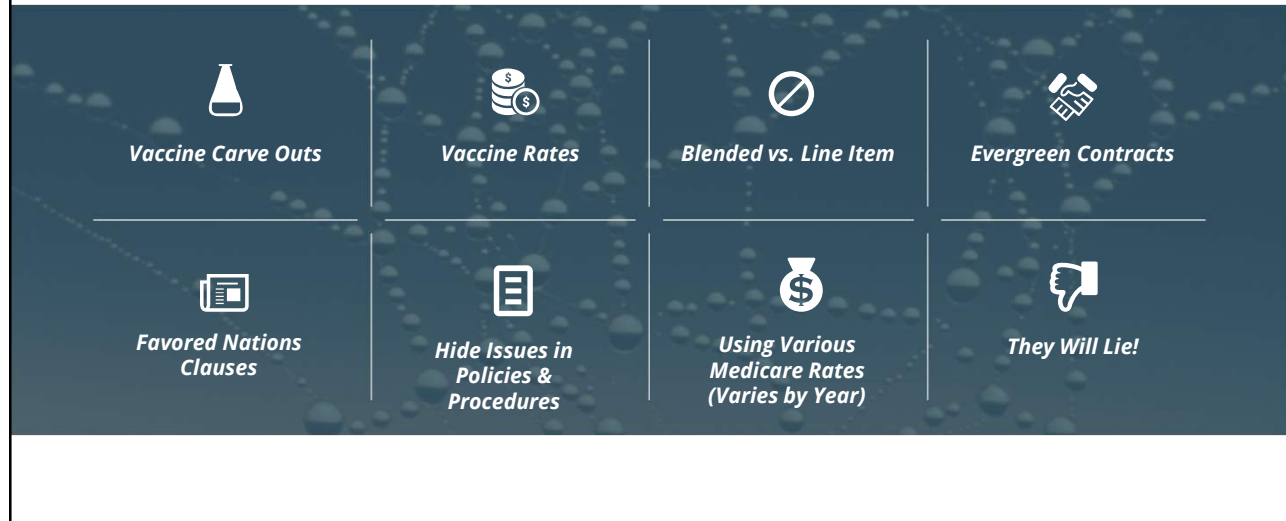 Vaccine Carve Outs
Vaccine Rates
Blended vs. Line Item
Evergreen Contracts
Favored Nations
Clauses
Hide Issues in
Policies &
Procedures
Using Various
Medicare Rates
(Varies by Year)
They Will Lie!